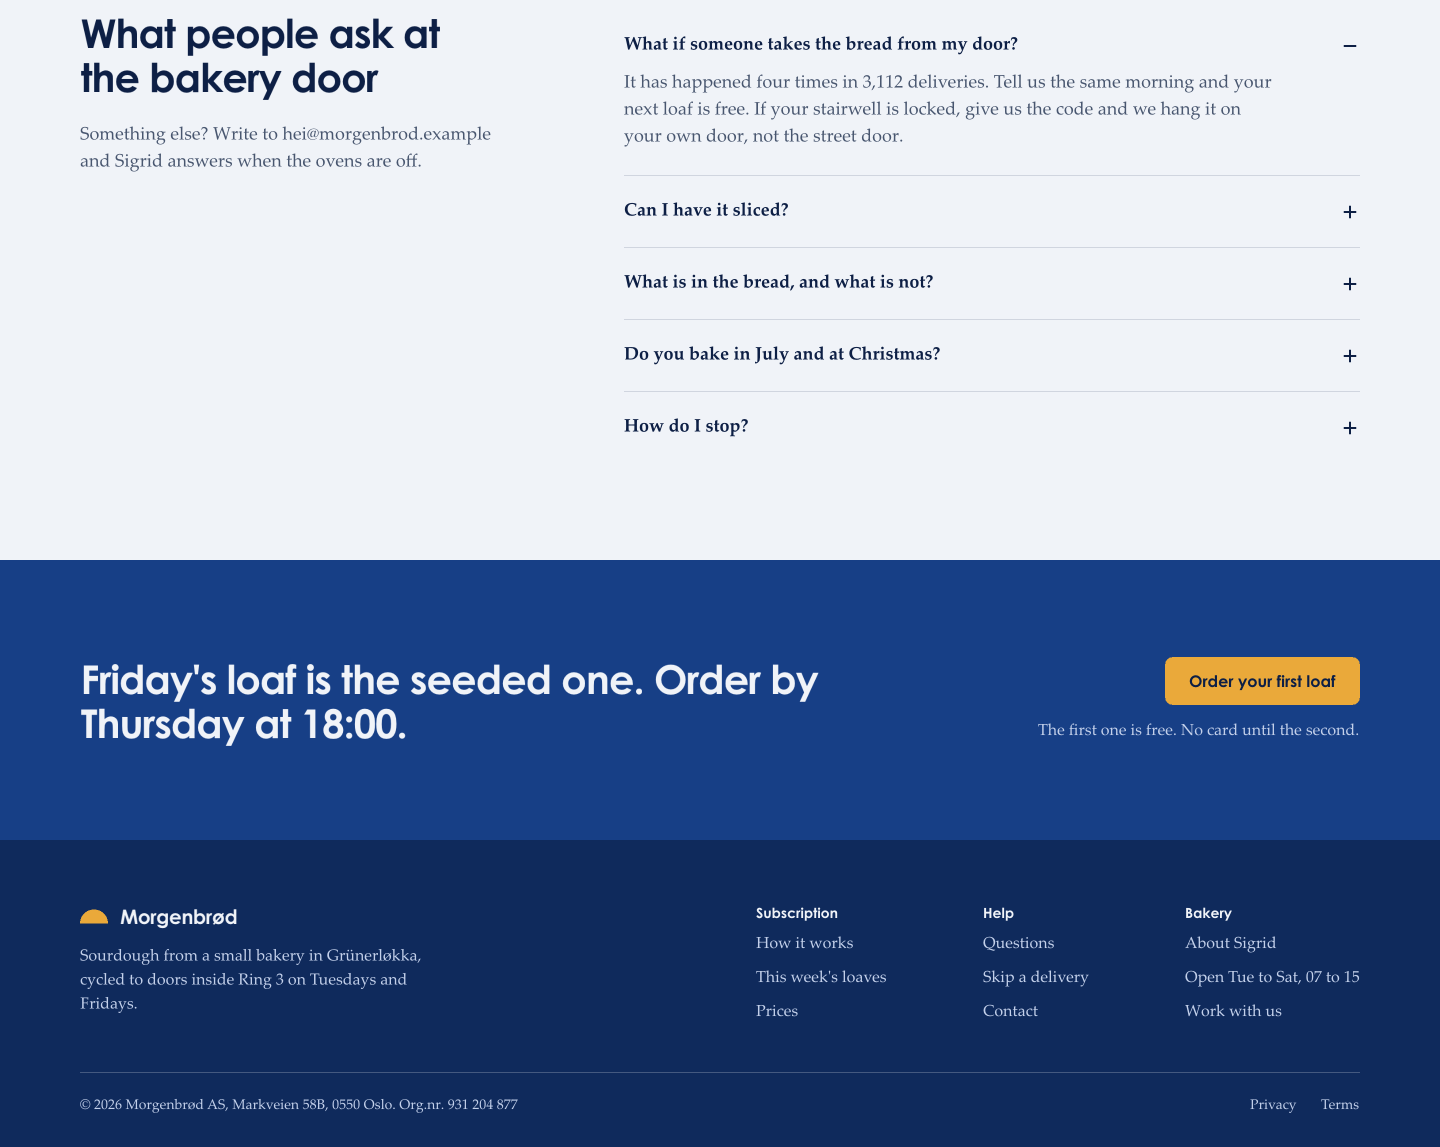 What people ask at
the bakery door
Something else? Write to hei@morgenbrod.example
and Sigrid answers when the ovens are off.
What if someone takes the bread from my door?
It has happened four times in 3,112 deliveries. Tell us the same morning and your
next loaf is free. If your stairwell is locked, give us the code and we hang it on
your own door, not the street door.
Can I have it sliced?
What is in the bread, and what is not?
Do you bake in July and at Christmas?
How do I stop?
Friday's loaf is the seeded one. Order by
Thursday at 18:00.
Order your first loaf
The first one is free. No card until the second.
Morgenbrød
Sourdough from a small bakery in Grünerløkka,
cycled to doors inside Ring 3 on Tuesdays and
Fridays.
Subscription
How it works
This week's loaves
Prices
Help
Questions
Skip a delivery
Contact
Bakery
About Sigrid
Open Tue to Sat, 07 to 15
Work with us
© 2026 Morgenbrød AS, Markveien 58B, 0550 Oslo. Org.nr. 931 204 877
Privacy
Terms